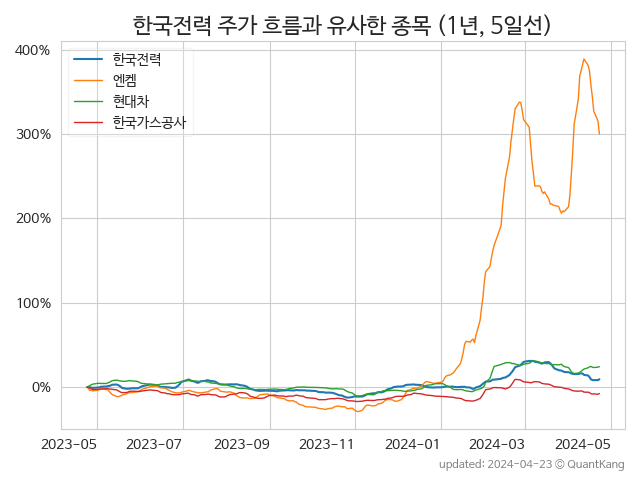 한국전력 주가 흐름과 유사한 종목 (1년, 5일선)
400%
한국전력
엔켐
현대차
한국가스공사
300%
200%
100%
0%
2023-05 2023-07 2023-09 2023-11 2024-01 2024-03 2024-05
updated: 2024-04-23 © QuantKang